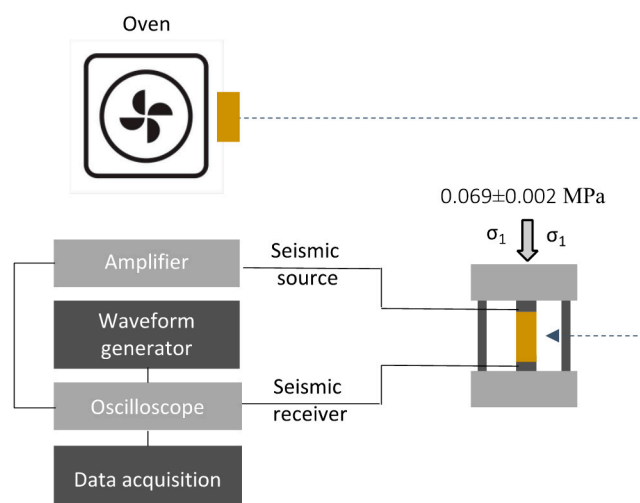 Oven
0.069±0.002 MPa
σ1 σ1
Amplifier
Seismic
source
Waveform
generator
Oscilloscope
Seismic
receiver
Data acquisition